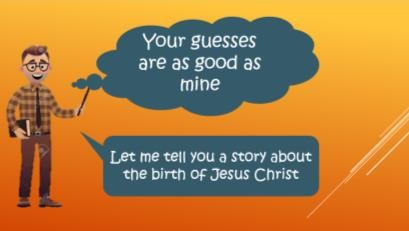 Your guesses
are as good as
mine
Let me tell you a story about
the birth of Jesus Christ